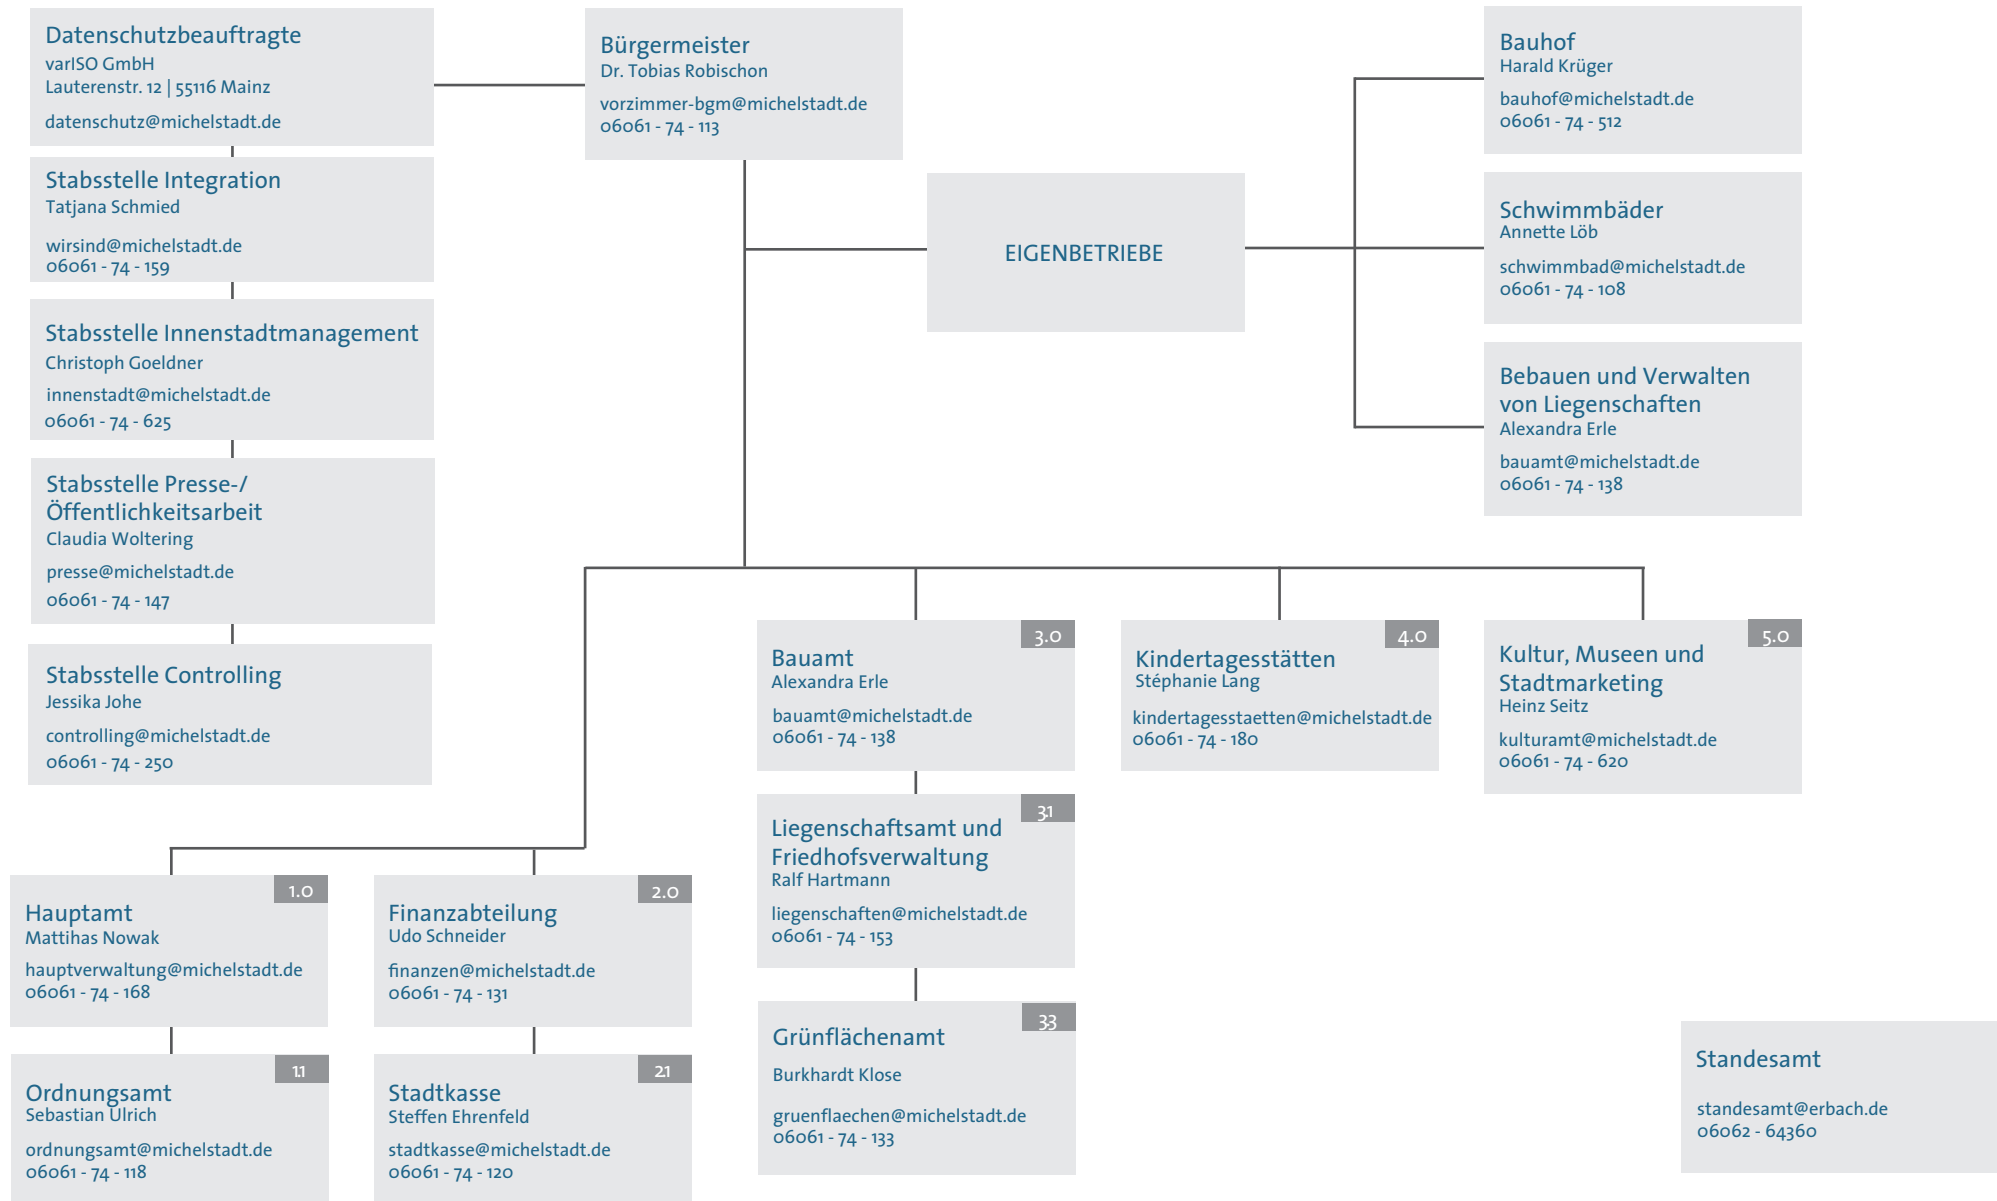 Datenschutzbeauftragte
varISO GmbH
Lauterenstr. 12 | 55116 Mainz
datenschutz@michelstadt.de
Stabsstelle Integration
Tatjana Schmied
wirsind@michelstadt.de
06061 - 74 - 159
Stabsstelle Innenstadtmanagement
Christoph Goeldner
innenstadt@michelstadt.de
06061 - 74 - 625
Stabsstelle Presse-/
Öffentlichkeitsarbeit
Claudia Woltering
presse@michelstadt.de
06061 - 74 - 147
Stabsstelle Controlling
Jessika Johe
controlling@michelstadt.de
06061 - 74 - 250
Bürgermeister
Dr. Tobias Robischon
vorzimmer-bgm@michelstadt.de
06061 - 74 - 113
EIGENBETRIEBE
Bauhof
Harald Krüger
bauhof@michelstadt.de
06061 - 74 - 512
Schwimmbäder
Annette Löb
schwimmbad@michelstadt.de
06061 - 74 - 108
Bebauen und Verwalten
von Liegenschaften
Alexandra Erle
bauamt@michelstadt.de
06061 - 74 - 138
1.0
Hauptamt
Mattihas Nowak
hauptverwaltung@michelstadt.de
06061 - 74 - 168
1.1
Ordnungsamt
Sebastian Ulrich
ordnungsamt@michelstadt.de
06061 - 74 - 118
2.0
Finanzabteilung
Udo Schneider
finanzen@michelstadt.de
06061 - 74 - 131
2.1
Stadtkasse
Steffen Ehrenfeld
stadtkasse@michelstadt.de
06061 - 74 - 120
3.0
Bauamt
Alexandra Erle
bauamt@michelstadt.de
06061 - 74 - 138
3.1
Liegenschaftsamt und
Friedhofsverwaltung
Ralf Hartmann
liegenschaften@michelstadt.de
06061 - 74 - 153
3.3
Grünflächenamt
Burkhardt Klose
gruenflaechen@michelstadt.de
06061 - 74 - 133
4.0
Kindertagesstätten
Stéphanie Lang
kindertagesstaetten@michelstadt.de
06061 - 74 - 180
5.0
Kultur, Museen und
Stadtmarketing
Heinz Seitz
kulturamt@michelstadt.de
06061 - 74 - 620
Standesamt
standesamt@erbach.de
06062 - 64360